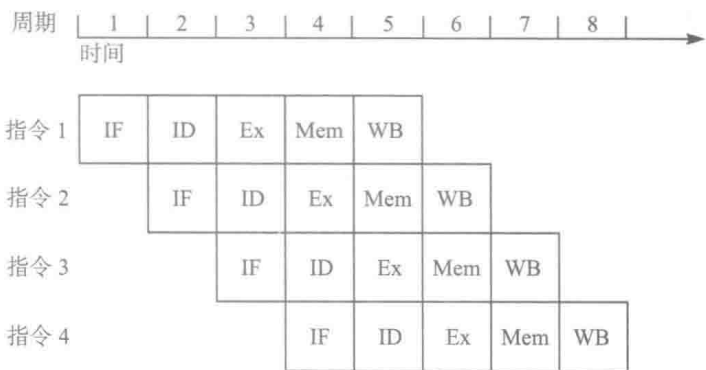 周期 1 2 3 4 5 6 7 8
时间
指令 1 IF ID Ex Mem WB
指令 2 IF ID Ex Mem WB
指令 3 IF ID Ex Mem WB
指令 4 IF ID Ex Mem WB